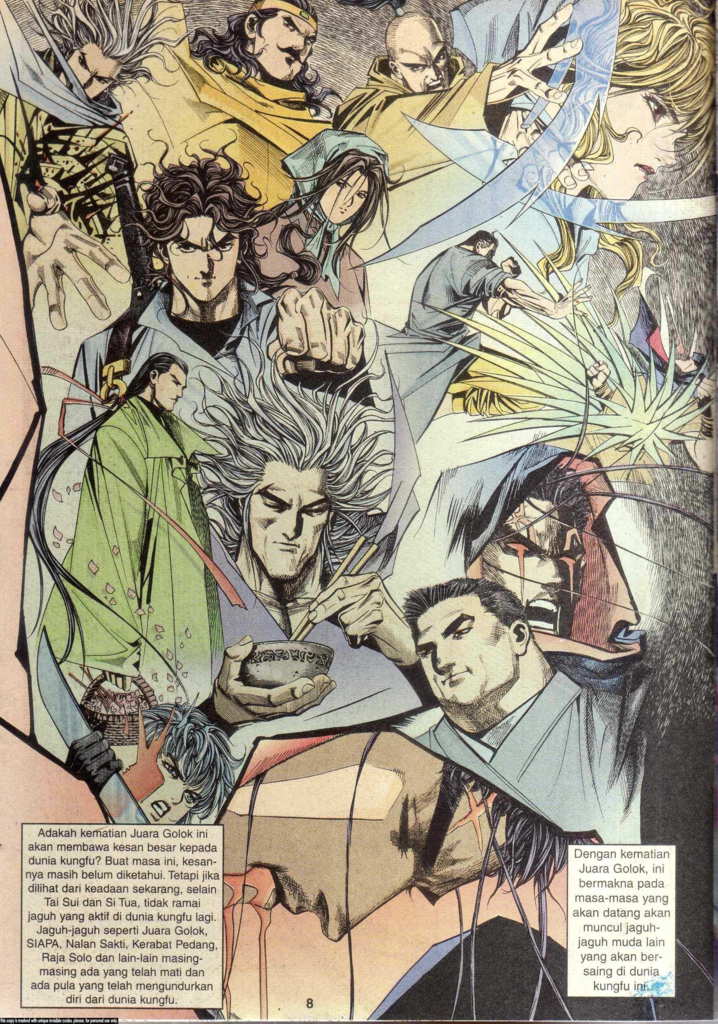 Adakah kematian Juara Golok ini
akan membawa kesan besar kepada
dunia kungfu? Buat masa ini, kesan-
nya masih belum diketahui. Tetapi jika
dilihat dari keadaan sekarang, selain
Tai Sui dan Si Tua, tidak ramai
jaguh yang aktif di dunia kungfu lagi.
Jaguh-jaguh seperti Juara Golok,
SIAPA, Nalan Sakti, Kerabat Pedang,
Raja Solo dan lain-lain masing-
masing ada yang telah mati dan
ada pula yang telah mengundurkan
diri dari dunia kungfu.
Dengan kematian
Juara Golok, ini
bermakna pada
masa-masa yang
akan datang akan
muncul jaguh-
jaguh muda lain
yang akan ber-
saing di dunia
kungfu ini.
8